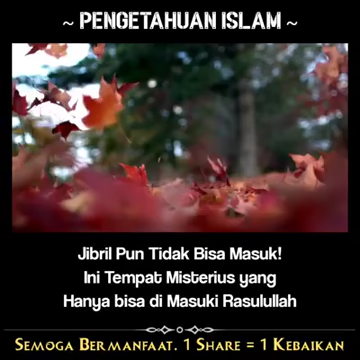 ~ PENGETAHUAN ISLAM ~
Jibril Pun Tidak Bisa Masuk!
Ini Tempat Misterius yang
Hanya bisa di Masuki Rasulullah
SEMOGA BERMANFAAT. 1 SHARE = 1 KEBAIKAN